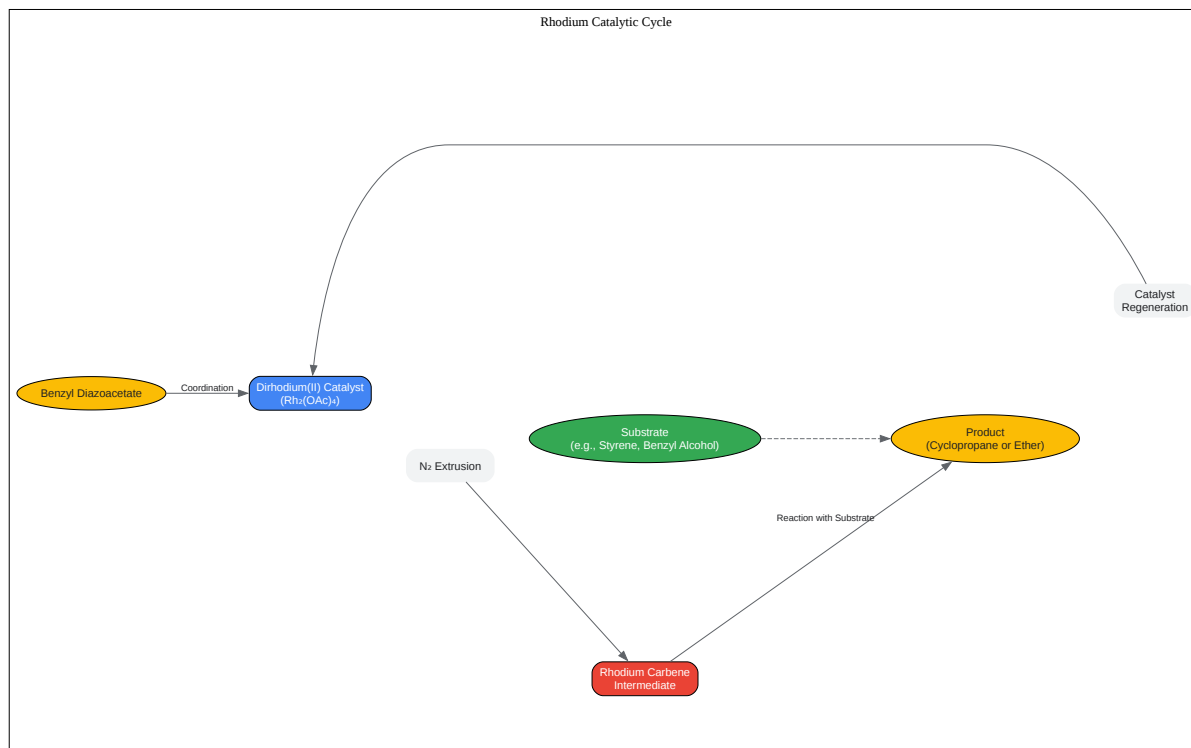 Rhodium Catalytic Cycle
Catalyst
Regeneration
Benzyl Diazoacetate
Coordination
Dirhodium(II) Catalyst
(Rh₂(OAc)₄)
Substrate
(e.g., Styrene, Benzyl Alcohol)
Product
(Cyclopropane or Ether)
N₂ Extrusion
Reaction with Substrate
Rhodium Carbene
Intermediate